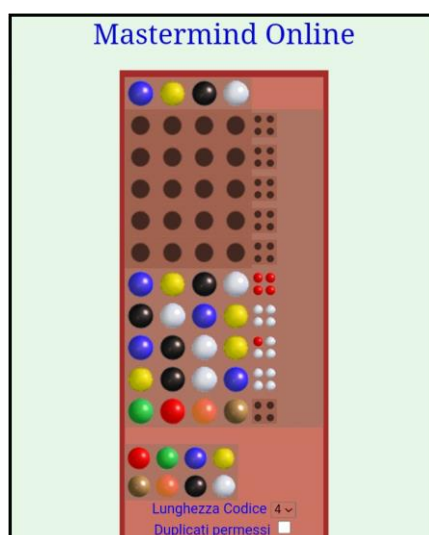 Mastermind Online
Lunghezza Codice 4
Duplicati permessi